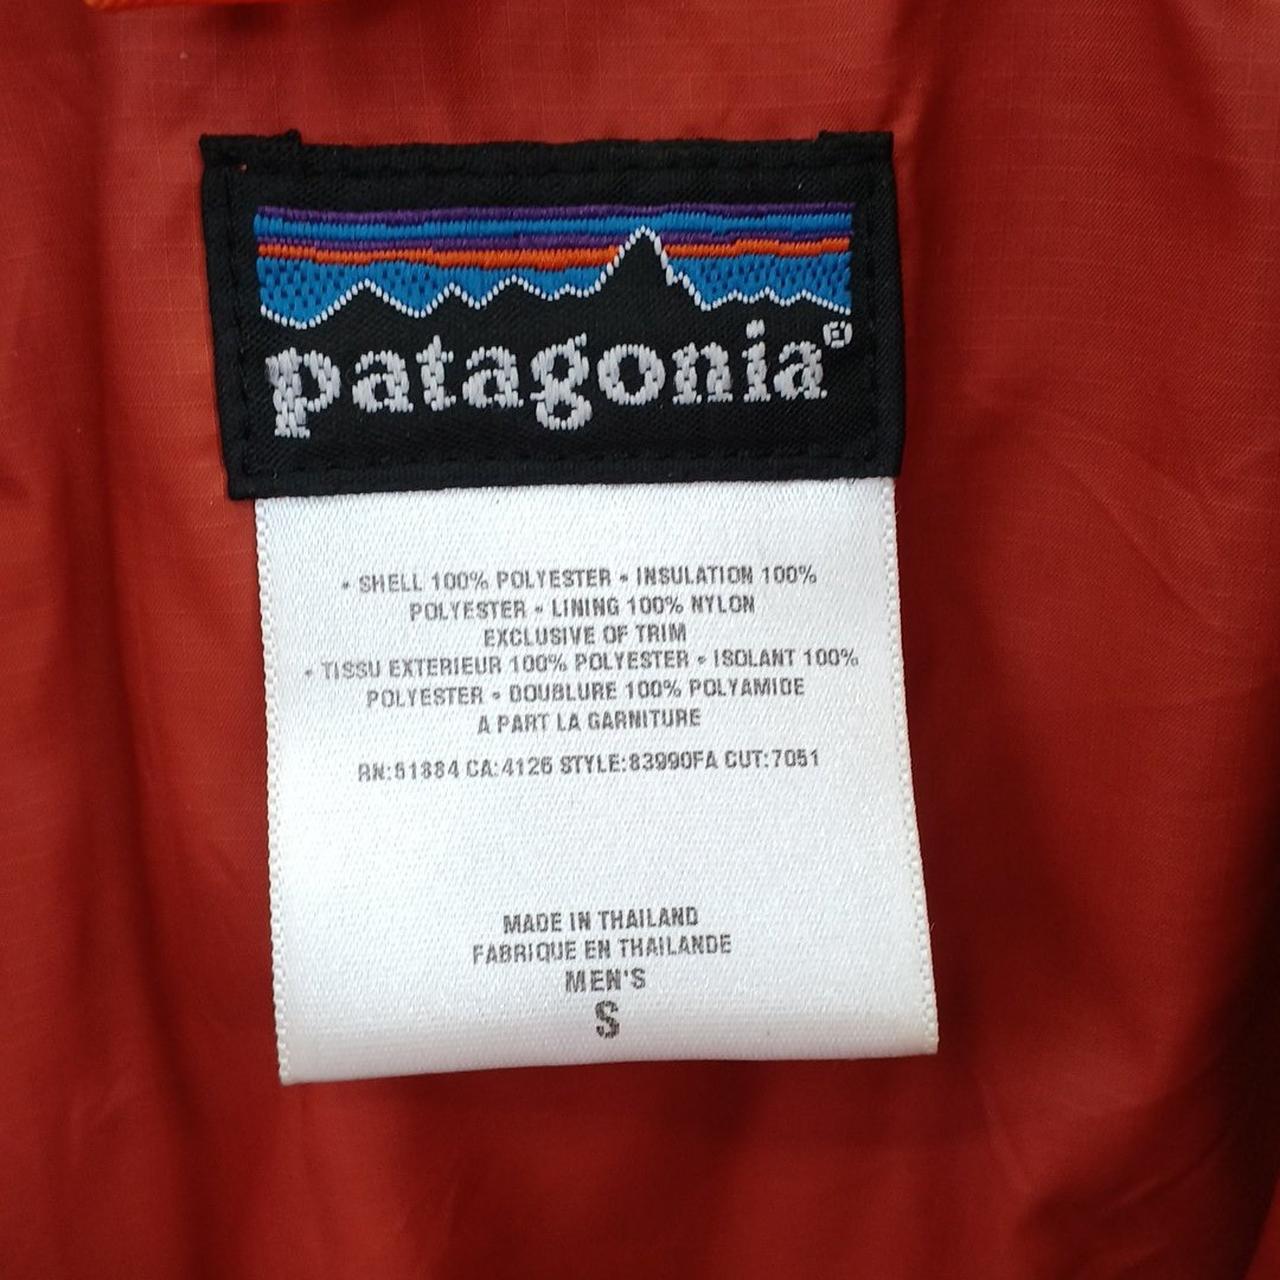 patagonia®
• SHELL 100% POLYESTER • INSULATION 100%
POLYESTER • LINING 100% NYLON
EXCLUSIVE OF TRIM
• TISSU EXTERIEUR 100% POLYESTER • ISOLANT 100%
POLYESTER • DOUBLURE 100% POLYAMIDE
A PART LA GARNITURE
RN:51884 CA:4126 STYLE:83990FA CUT:7051
MADE IN THAILAND
FABRIQUE EN THAILANDE
MEN'S
S